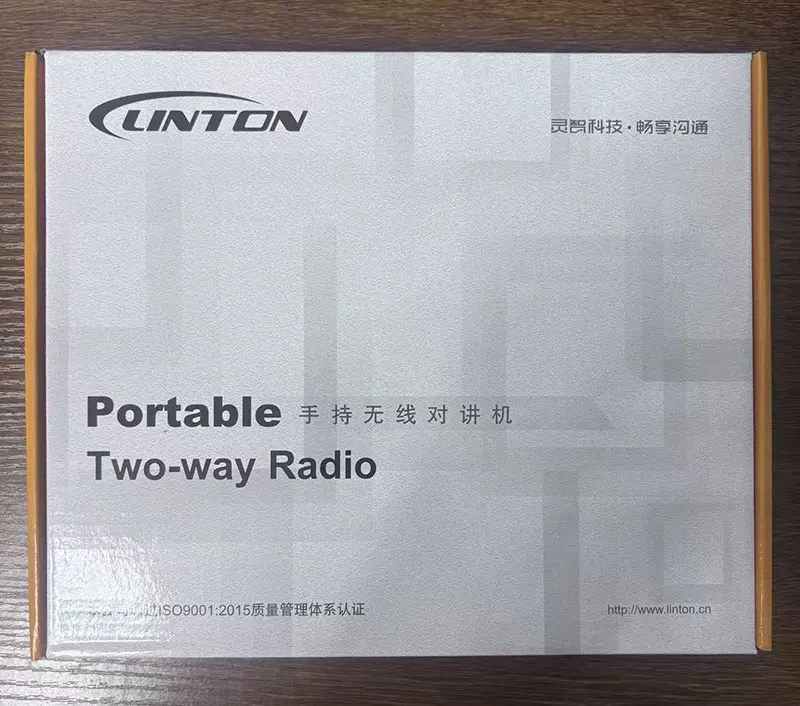 LINTON
灵智科技·畅享沟通
Portable 手持无线对讲机
Two-way Radio
ISO9001:2015质量管理体系认证
http://www.linton.cn